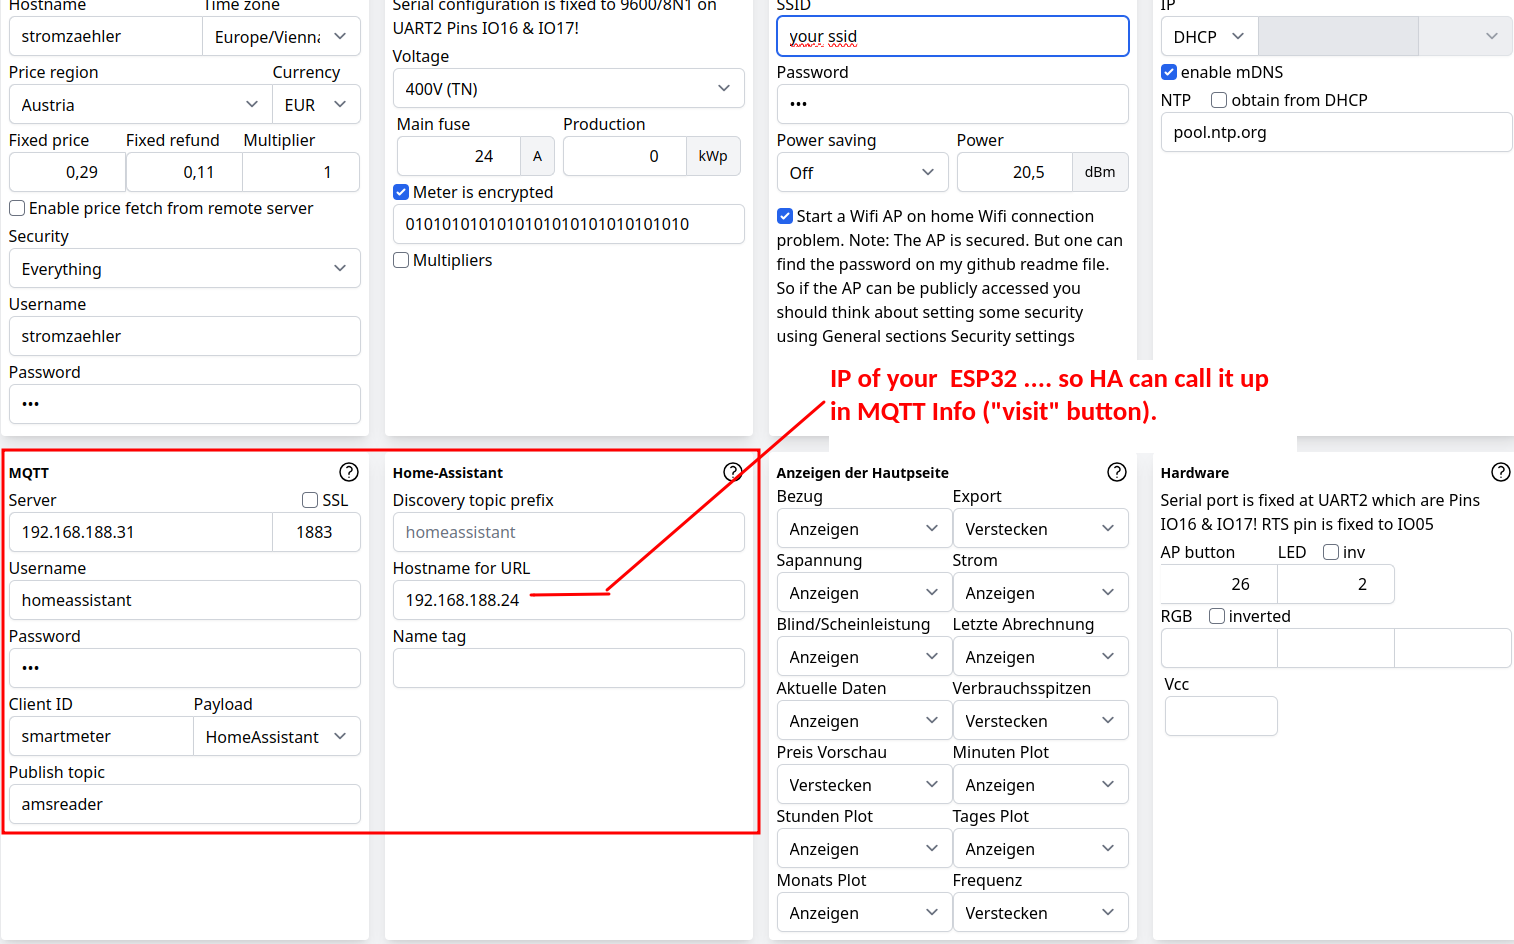 Hostname Time zone
stromzaehler Europe/Vienna
Price region Currency
Austria EUR
Fixed price Fixed refund Multiplier
0,29 0,11 1
Enable price fetch from remote server
Security
Everything
Username
stromzaehler
Password
•••
Serial configuration is fixed to 9600/8N1 on
UART2 Pins IO16 & IO17!
Voltage
400V (TN)
Main fuse Production
24 A 0 kWp
Meter is encrypted
01010101010101010101010101010
Multipliers
SSID
your ssid
Password
•••
Power saving Power
Off 20,5 dBm
Start a Wifi AP on home Wifi connection
problem. Note: The AP is secured. But one can
find the password on my github readme file.
So if the AP can be publicly accessed you
should think about setting some security
using General sections Security settings
IP
DHCP
enable mDNS
NTP obtain from DHCP
pool.ntp.org
IP of your ESP32 .... so HA can call it up
in MQTT Info ("visit" button).
MQTT
Server SSL
192.168.188.31 1883
Username
homeassistant
Password
•••
Client ID Payload
smartmeter HomeAssistant
Publish topic
amsreader
Home-Assistant
Discovery topic prefix
homeassistant
Hostname for URL
192.168.188.24
Name tag
Anzeigen der Hautpseite
Bezug Export
Anzeigen Verstecken
Sapannung Strom
Anzeigen Anzeigen
Blind/Scheinleistung Letzte Abrechnung
Anzeigen Anzeigen
Aktuelle Daten Verbrauchsspitzen
Anzeigen Verstecken
Preis Vorschau Minuten Plot
Verstecken Anzeigen
Stunden Plot Tages Plot
Anzeigen Anzeigen
Monats Plot Frequenz
Anzeigen Verstecken
Hardware
Serial port is fixed at UART2 which are Pins
IO16 & IO17! RTS pin is fixed to IO05
AP button LED inv
26 2
RGB inverted
Vcc